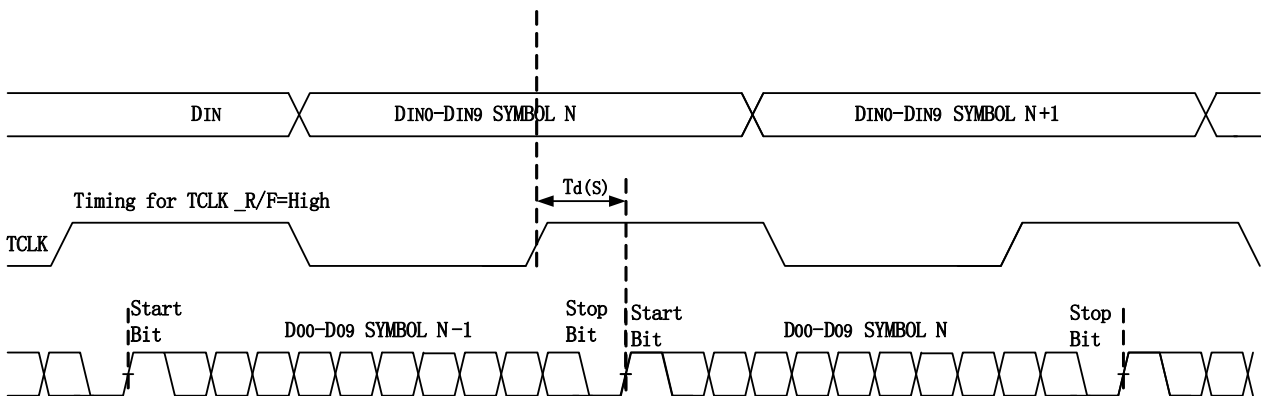 DIN
DIN0-DIN9 SYMBOL N
DIN0-DIN9 SYMBOL N+1
Td(S)
Timing for TCLK_R/F=High
TCLK
Start
Bit
D00-D09 SYMBOL N-1
Stop
Bit
Start
Bit
D00-D09 SYMBOL N
Stop
Bit